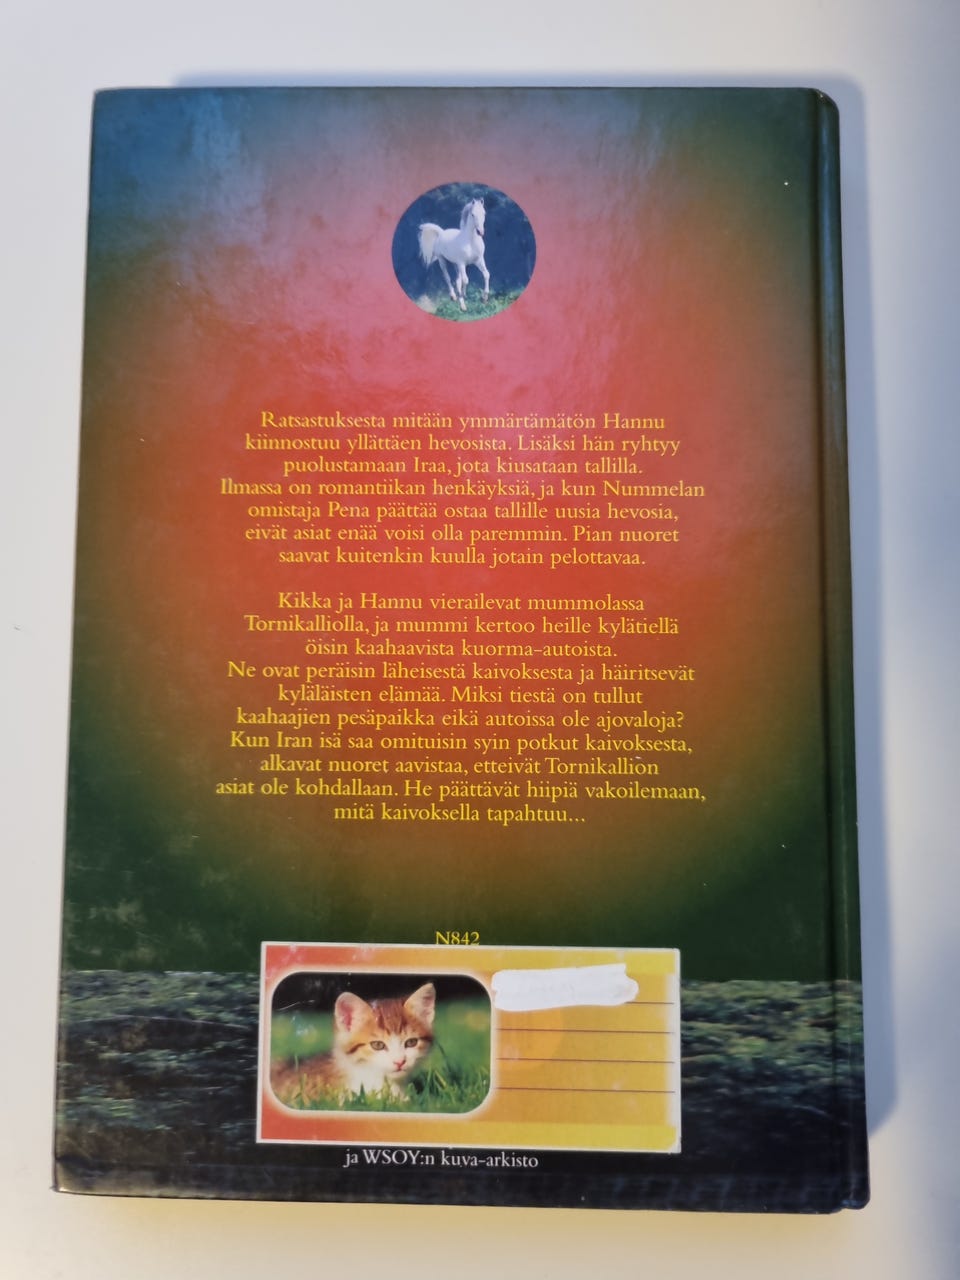 Ratsastuksesta mitään ymmärtämätön Hannu
kiinnostuu yllättäen hevosista. Lisäksi hän ryhtyy
puolustamaan Iraa, jota kiusataan tallilla.
Ilmassa on romantiikan henkäyksiä, ja kun Nummelan
omistaja Pena päättää ostaa tallille uusia hevosia,
eivät asiat enää voisi olla paremmin. Pian nuoret
saavat kuitenkin kuulla jotain pelottavaa.
Kikka ja Hannu vierailevat mummolassa
Tornikalliolla, ja mummi kertoo heille kylätiellä
öisin kaahaavista kuorma-autoista.
Ne ovat peräisin läheisestä kaivoksesta ja häiritsevät
kyläläisten elämää. Miksi tiestä on tullut
kaahaajien pesäpaikka eikä autoissa ole ajovaloja?
Kun Iran isä saa omituisin syin potkut kaivoksesta,
alkavat nuoret aavistaa, etteivät Tornikallion
asiat ole kohdallaan. He päättävät hiipiä vakoilemaan,
mitä kaivoksella tapahtuu...
N842
ja WSOY:n kuva-arkisto